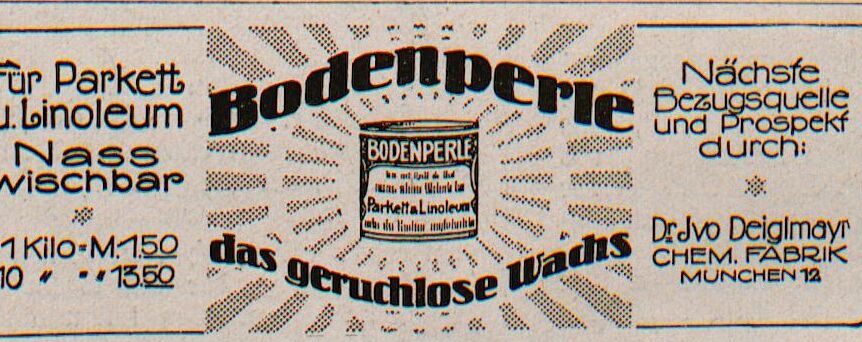 Für Parkett
u. Linoleum
Nass
wischbar
1 Kilo=M.1.50
10 " " " 13.50
Bodenperle
BODENPERLE
Parkett u. Linoleum
das geruchlose Wachs
Nächste
Bezugsquelle
und Prospekt
durch:
Dr. Jvo Deiglmayr
CHEM. FABRIK
MÜNCHEN 12